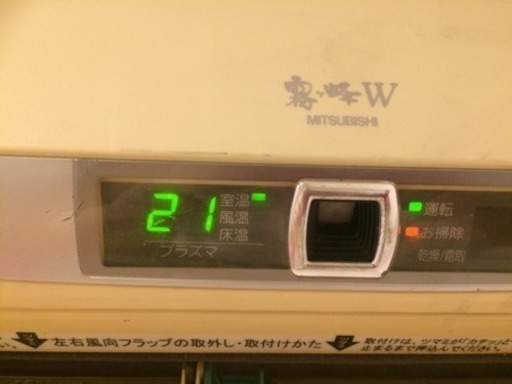 霧ヶ峰W
MITSUBISHI
21
室温
風温
床温
プラズマ
運転
お掃除
乾燥/霜取
左右風向フラップの取外し・取付けかた
取付けは、ツマミが「カチッ」と
止まるまで押込んでください。